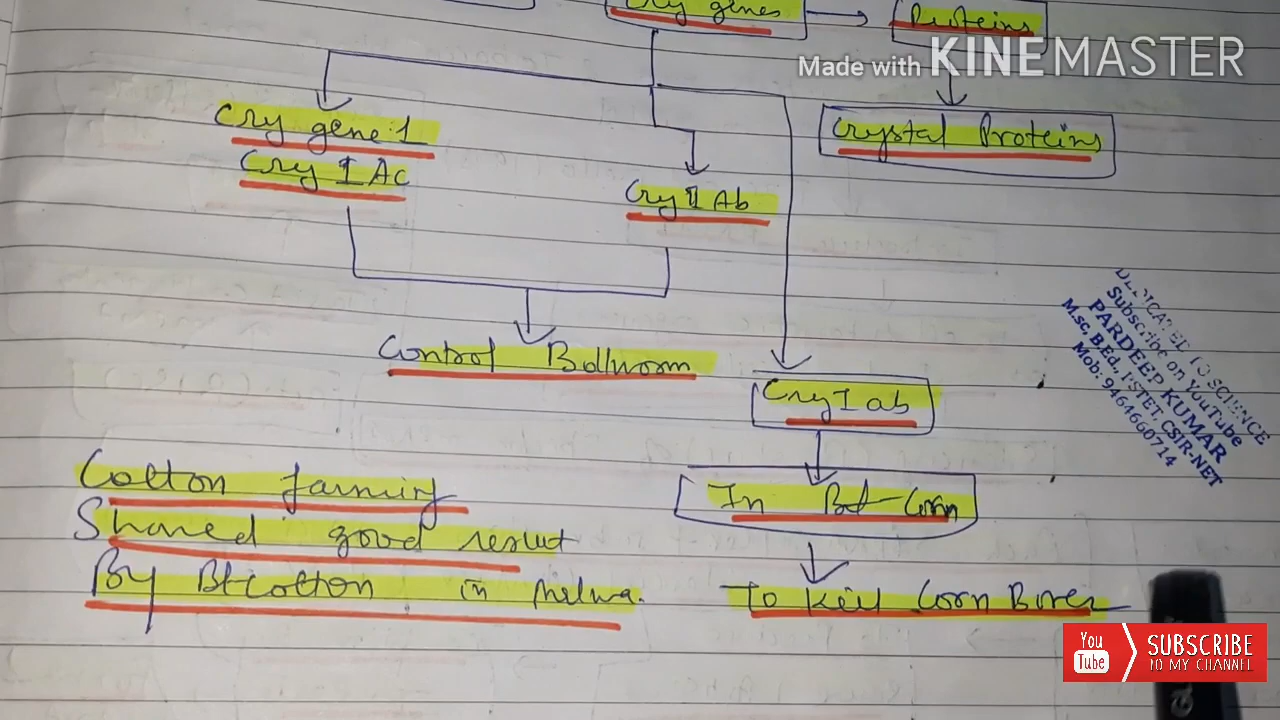 Cry genes
Proteins
Made with KINEMASTER
Crystal Proteins
Cry gene 1
Cry I Ac
Cry II Ab
Control Bollworm
Cry I ab
In Bt Corn
To Kill Corn Borer
Cotton farming
Showed good result
By Bt cotton in Malwa.
DEDICATED TO SCIENCE
Subscribe on YouTube
PARDEEP KUMAR
M.sc, B.Ed, PSTET, CSIR-NET
Mob: 9464660714
You Tube
SUBSCRIBE
TO MY CHANNEL